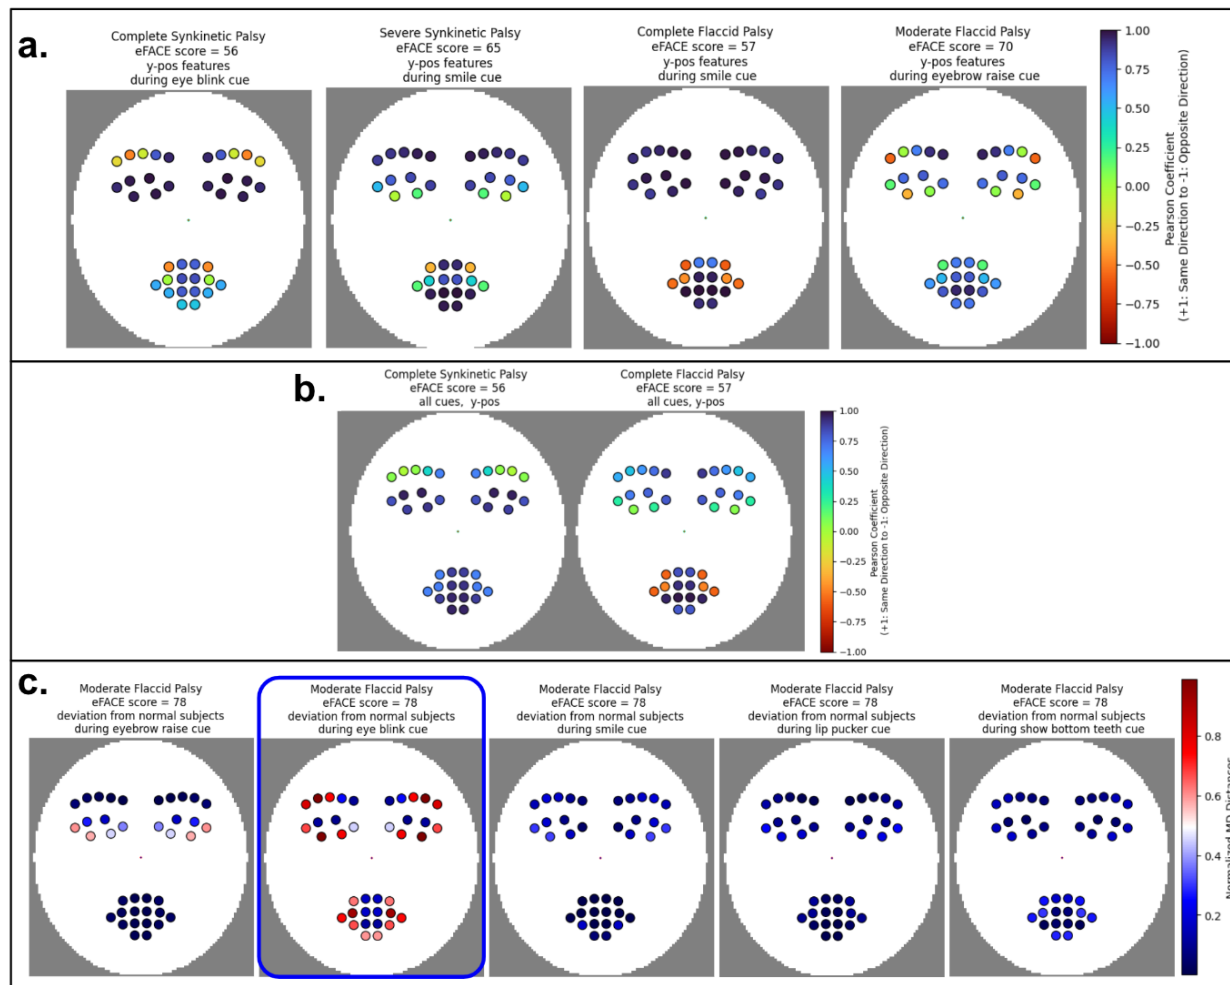 a.
Complete Synkinetic Palsy
eFACE score = 56
y-pos features
during eye blink cue
Severe Synkinetic Palsy
eFACE score = 65
y-pos features
during smile cue
Complete Flaccid Palsy
eFACE score = 57
y-pos features
during smile cue
Moderate Flaccid Palsy
eFACE score = 70
y-pos features
during eyebrow raise cue
1.00
0.75
0.50
0.25
0.00
−0.25
−0.50
−0.75
−1.00
Pearson Coefficient
(+1: Same Direction to -1: Opposite Direction)
b.
Complete Synkinetic Palsy
eFACE score = 56
all cues, y-pos
Complete Flaccid Palsy
eFACE score = 57
all cues, y-pos
1.00
0.75
0.50
0.25
0.00
−0.25
−0.50
−0.75
−1.00
Pearson Coefficient
(+1: Same Direction to -1: Opposite Direction)
c.
Moderate Flaccid Palsy
eFACE score = 78
deviation from normal subjects
during eyebrow raise cue
Moderate Flaccid Palsy
eFACE score = 78
deviation from normal subjects
during eye blink cue
Moderate Flaccid Palsy
eFACE score = 78
deviation from normal subjects
during smile cue
Moderate Flaccid Palsy
eFACE score = 78
deviation from normal subjects
during lip pucker cue
Moderate Flaccid Palsy
eFACE score = 78
deviation from normal subjects
during show bottom teeth cue
0.8
0.6
0.4
0.2
Normalized MD Distances